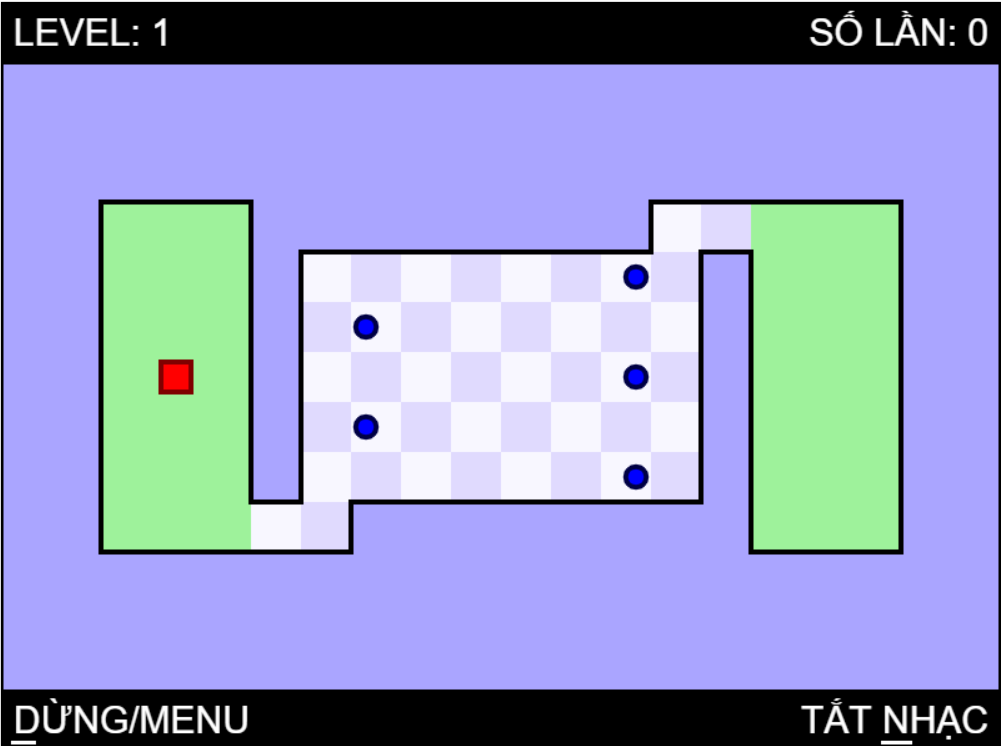 LEVEL: 1
SỐ LẦN: 0
DỪNG/MENU
TẮT NHẠC